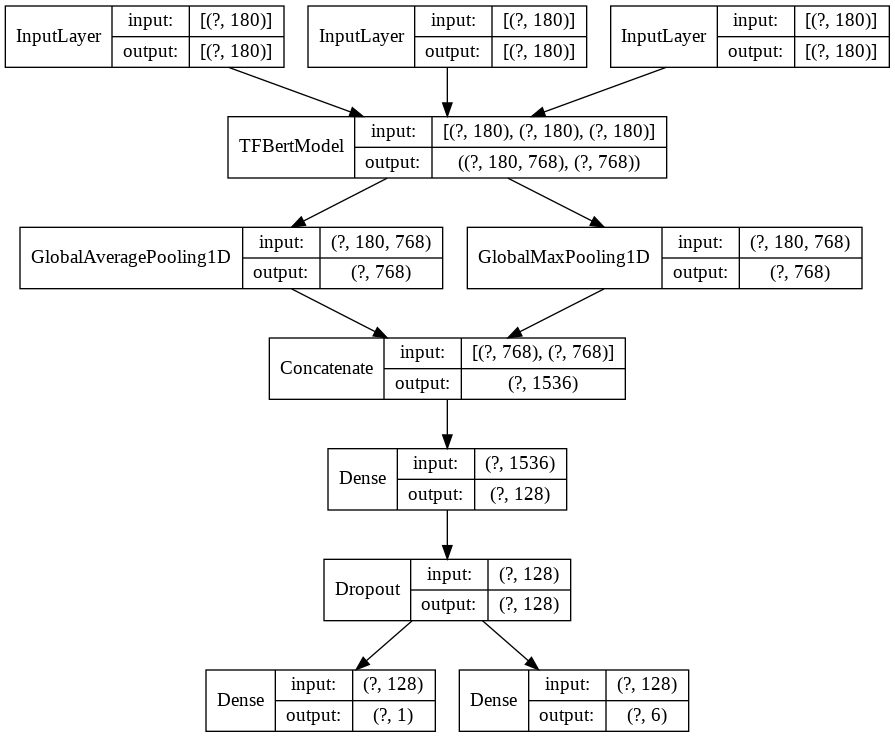 InputLayer input: [(?, 180)] output: [(?, 180)]
InputLayer input: [(?, 180)] output: [(?, 180)]
InputLayer input: [(?, 180)] output: [(?, 180)]
TFBertModel input: [(?, 180), (?, 180), (?, 180)] output: ((?, 180, 768), (?, 768))
GlobalAveragePooling1D input: (?, 180, 768) output: (?, 768)
GlobalMaxPooling1D input: (?, 180, 768) output: (?, 768)
Concatenate input: [(?, 768), (?, 768)] output: (?, 1536)
Dense input: (?, 1536) output: (?, 128)
Dropout input: (?, 128) output: (?, 128)
Dense input: (?, 128) output: (?, 1)
Dense input: (?, 128) output: (?, 6)